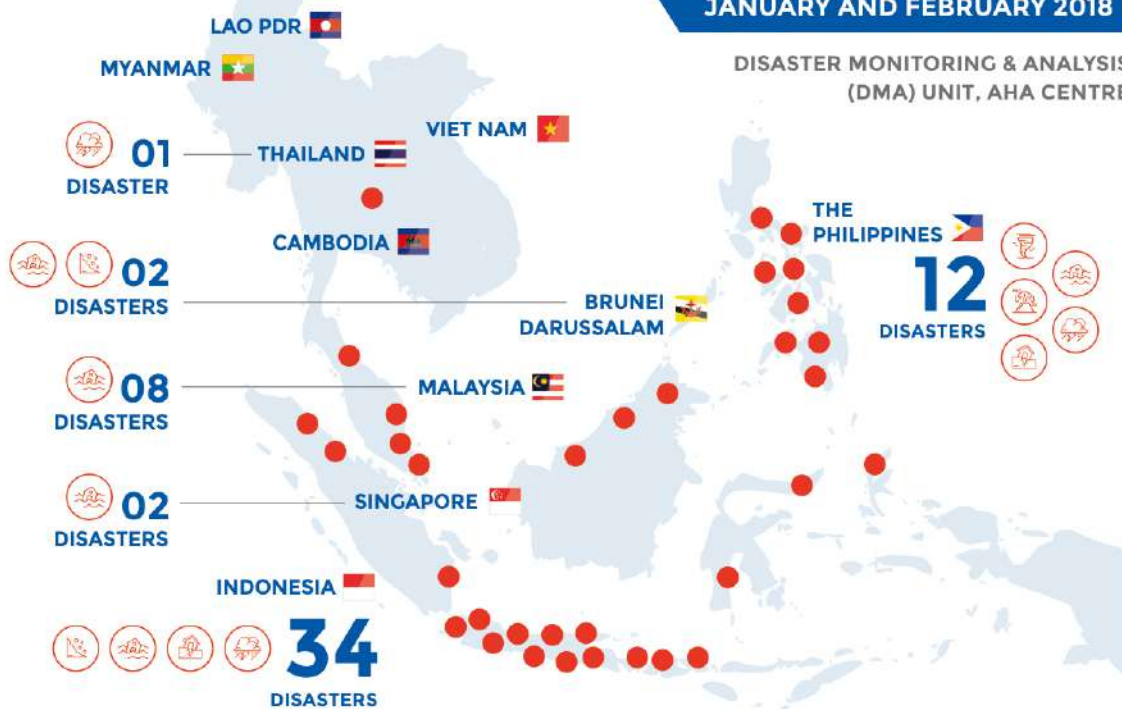 JANUARY AND FEBRUARY 2018
DISASTER MONITORING & ANALYSIS
(DMA) UNIT, AHA CENTRE
LAO PDR
MYANMAR
VIET NAM
01
DISASTER
THAILAND
CAMBODIA
THE
PHILIPPINES
12
DISASTERS
02
DISASTERS
BRUNEI
DARUSSALAM
08
DISASTERS
MALAYSIA
02
DISASTERS
SINGAPORE
INDONESIA
34
DISASTERS